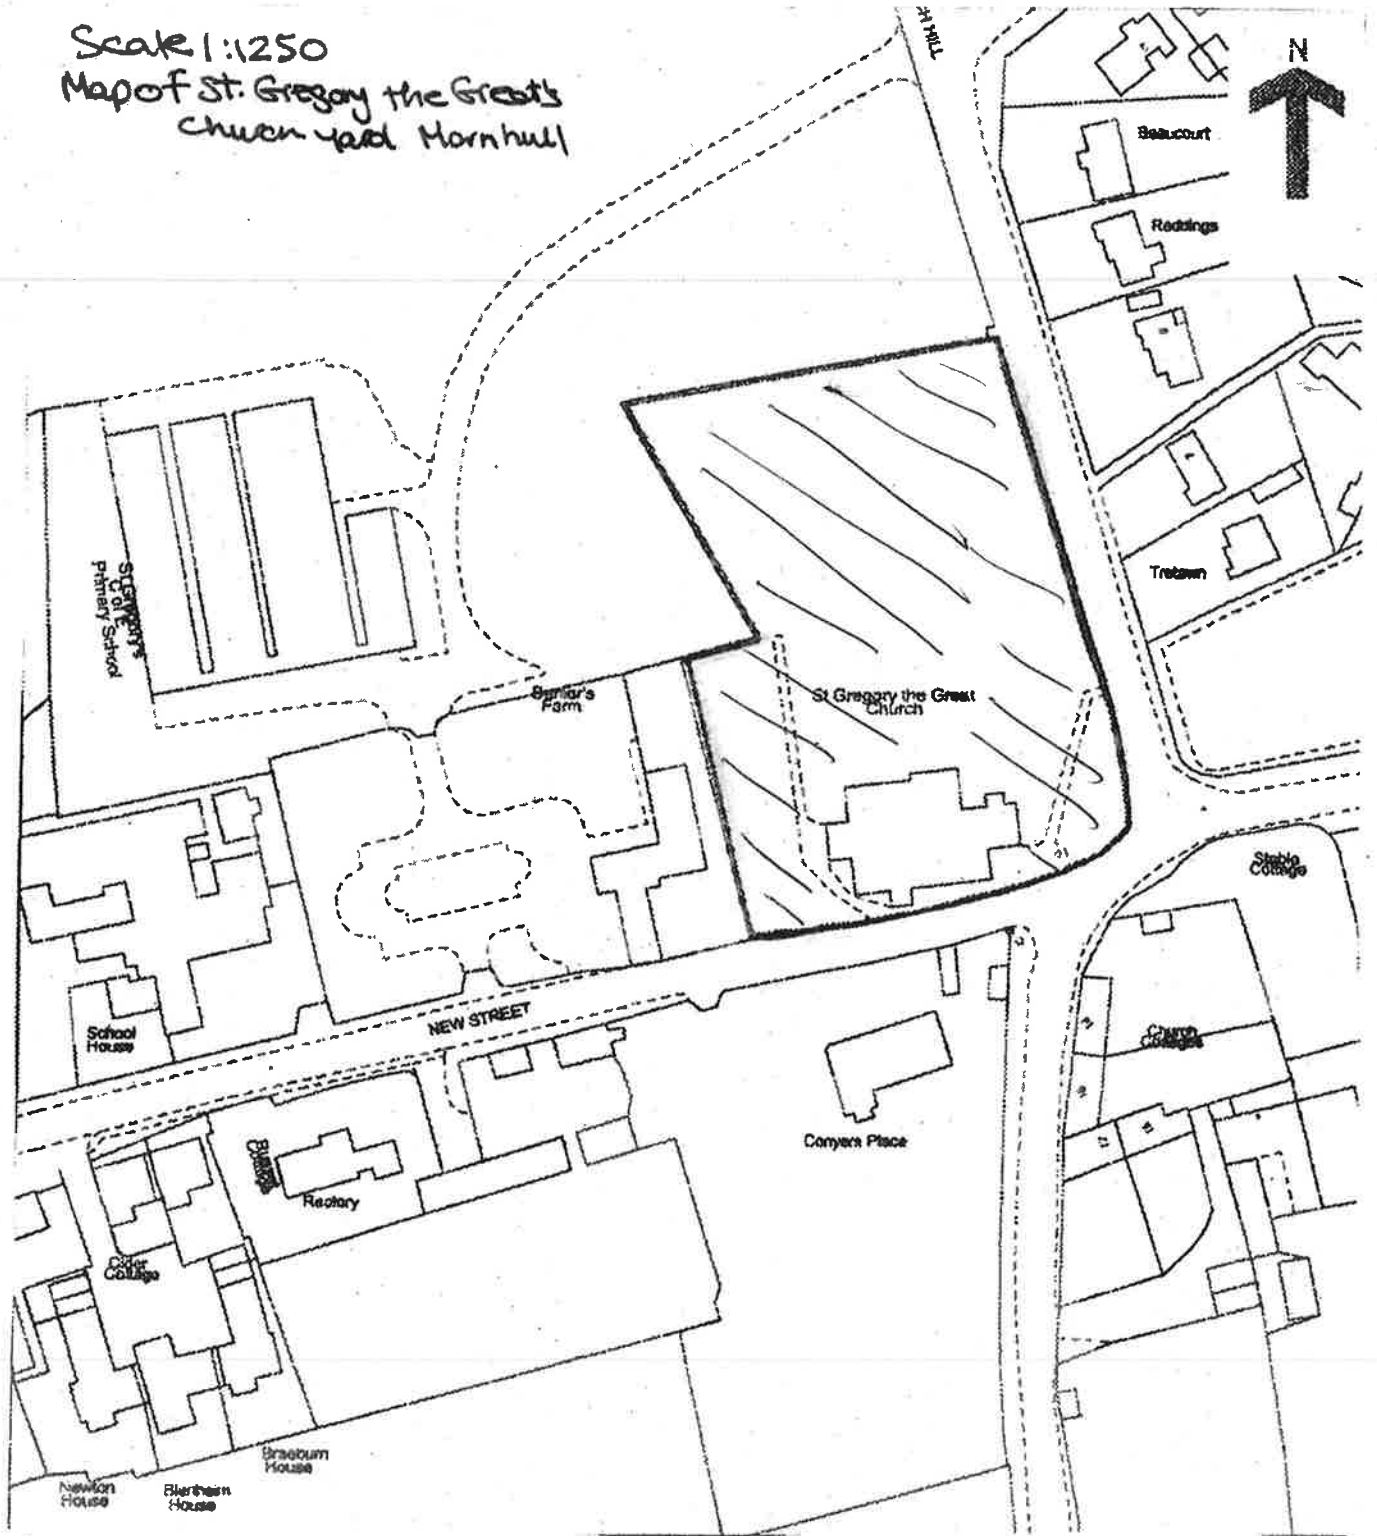 Scale 1:1250
Map of St. Gregory the Great's
Church yard Marnhull
CH HILL
N
Beaucourt
Reddings
Tretawn
St Gregory's
C of E
Primary School
Senior's
Farm
St Gregory the Great
Church
Stable
Cottage
School
House
NEW STREET
Church
Cottages
Conyers Place
Rectory
Cider
Cottage
Braeburn
House
Newton
House
Blenheim
House